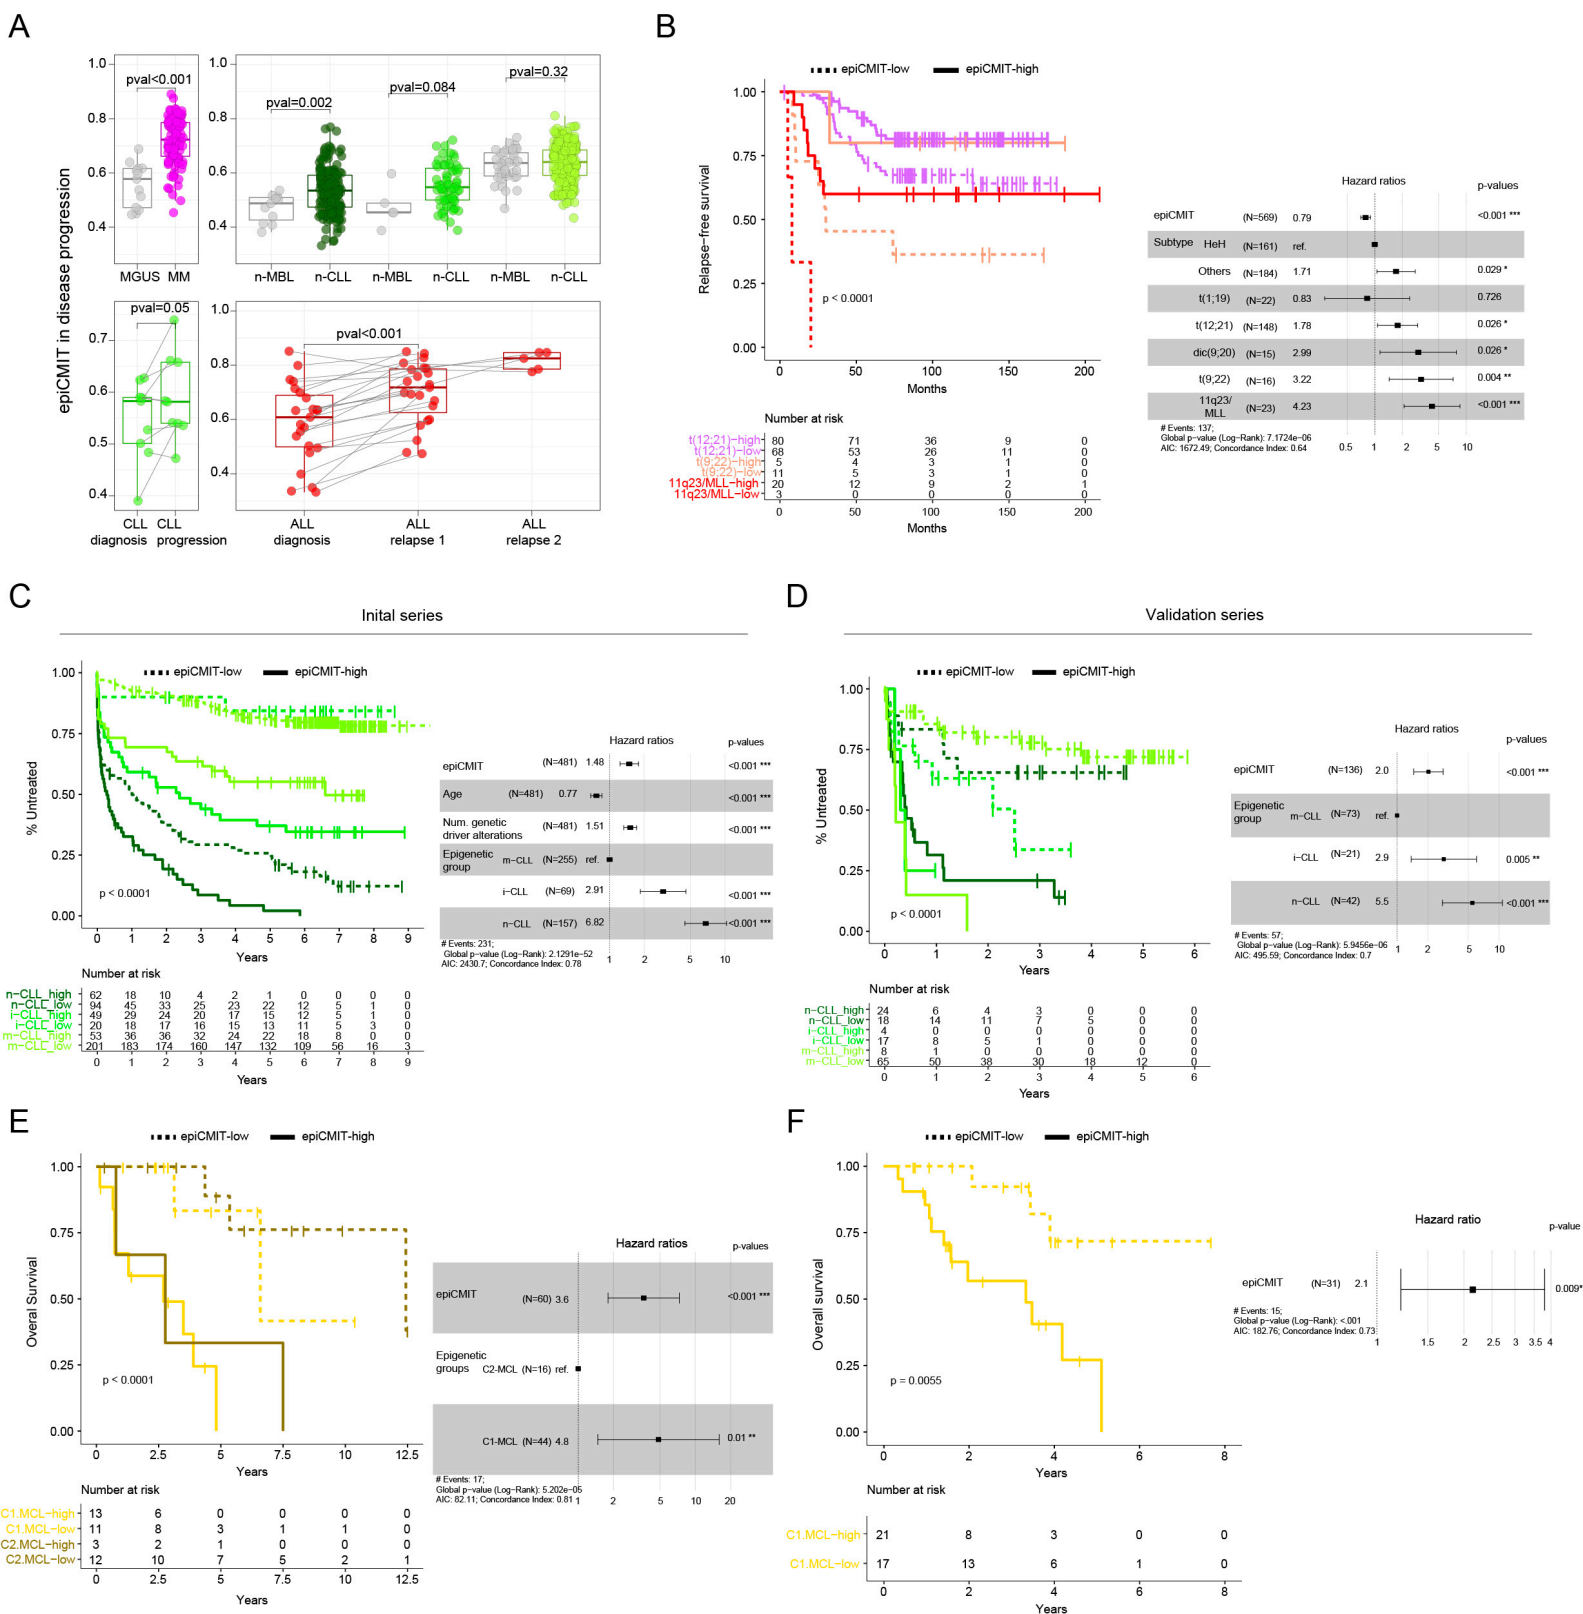 A
epiCMIT in disease progression
1.0
0.8
0.6
0.4
pval<0.001
MGUS MM
1.0
0.8
0.6
0.4
pval=0.002
pval=0.084
pval=0.32
n-MBL n-CLL n-MBL n-CLL n-MBL n-CLL
0.7
0.6
0.5
0.4
pval=0.05
CLL CLL
diagnosis progression
1.0
0.8
0.6
0.4
pval<0.001
ALL ALL ALL
diagnosis relapse 1 relapse 2
B
epiCMIT-low epiCMIT-high
Relapse-free survival
1.00
0.75
0.50
0.25
0.00
p < 0.0001
0 50 100 150 200
Months
Number at risk
t(12;21)-high 80 71 36 9 0
t(12;21)-low 68 53 26 11 0
t(9;22)-high 5 4 3 1 0
t(9;22)-low 11 5 3 1 0
11q23/MLL-high 20 12 9 2 1
11q23/MLL-low 3 0 0 0 0
0 50 100 150 200
Months
Hazard ratios
p-values
epiCMIT (N=569) 0.79 <0.001 ***
Subtype HeH (N=161) ref.
Others (N=184) 1.71 0.029 *
t(1;19) (N=22) 0.83 0.726
t(12;21) (N=148) 1.78 0.026 *
dic(9;20) (N=15) 2.99 0.026 *
t(9;22) (N=16) 3.22 0.004 **
11q23/
MLL (N=23) 4.23 <0.001 ***
# Events: 137;
Global p-value (Log-Rank): 7.1724e-06
AIC: 1672.49; Concordance Index: 0.64
0.5 1 2 5 10
C
Inital series
epiCMIT-low epiCMIT-high
% Untreated
1.00
0.75
0.50
0.25
0.00
p < 0.0001
0 1 2 3 4 5 6 7 8 9
Years
Number at risk
n-CLL_high 62 18 10 4 2 1 0 0 0 0
n-CLL_low 94 45 33 25 23 22 12 5 1 0
i-CLL_high 49 29 24 20 17 15 12 5 1 0
i-CLL_low 20 18 17 16 15 13 11 5 3 0
m-CLL_high 53 36 36 32 24 22 18 8 0 0
m-CLL_low 201 183 174 160 147 132 109 56 16 3
0 1 2 3 4 5 6 7 8 9
Years
Hazard ratios
p-values
epiCMIT (N=481) 1.48 <0.001 ***
Age (N=481) 0.77 <0.001 ***
Num. genetic
driver alterations (N=481) 1.51 <0.001 ***
Epigenetic
group m-CLL (N=255) ref.
i-CLL (N=69) 2.91 <0.001 ***
n-CLL (N=157) 6.82 <0.001 ***
# Events: 231;
Global p-value (Log-Rank): 2.1291e-52
AIC: 2430.7; Concordance Index: 0.78
1 2 5 10
D
Validation series
epiCMIT-low epiCMIT-high
% Untreated
1.00
0.75
0.50
0.25
0.00
p < 0.0001
0 1 2 3 4 5 6
Years
Number at risk
n-CLL_high 24 6 4 3 0 0 0
n-CLL_low 18 14 11 7 5 0 0
i-CLL_high 4 0 0 0 0 0 0
i-CLL_low 17 8 5 1 0 0 0
m-CLL_high 8 1 0 0 0 0 0
m-CLL_low 65 50 38 30 18 12 0
0 1 2 3 4 5 6
Years
Hazard ratios
p-values
epiCMIT (N=136) 2.0 <0.001 ***
Epigenetic
group m-CLL (N=73) ref.
i-CLL (N=21) 2.9 0.005 **
n-CLL (N=42) 5.5 <0.001 ***
# Events: 57;
Global p-value (Log-Rank): 5.9456e-06
AIC: 495.59; Concordance Index: 0.7
1 2 5 10
E
epiCMIT-low epiCMIT-high
Overal Survival
1.00
0.75
0.50
0.25
0.00
p < 0.0001
0 2.5 5 7.5 10 12.5
Years
Number at risk
C1.MCL-high 13 6 0 0 0 0
C1.MCL-low 11 8 3 1 1 0
C2.MCL-high 3 2 1 0 0 0
C2.MCL-low 12 10 7 5 2 1
0 2.5 5 7.5 10 12.5
Years
Hazard ratios
p-values
epiCMIT (N=60) 3.6 <0.001 ***
Epigenetic
groups C2-MCL (N=16) ref.
C1-MCL (N=44) 4.8 0.01 **
# Events: 17;
Global p-value (Log-Rank): 5.202e-05
AIC: 82.11; Concordance Index: 0.81
1 2 5 10 20
F
epiCMIT-low epiCMIT-high
Overall survival
1.00
0.75
0.50
0.25
0.00
p = 0.0055
0 2 4 6 8
Years
Number at risk
C1.MCL-high 21 8 3 0 0
C1.MCL-low 17 13 6 1 0
0 2 4 6 8
Years
Hazard ratio
p-value
epiCMIT (N=31) 2.1 0.009*
# Events: 15;
Global p-value (Log-Rank): <.001
AIC: 182.76; Concordance Index: 0.73
1 1.5 2 2.5 3 3.5 4